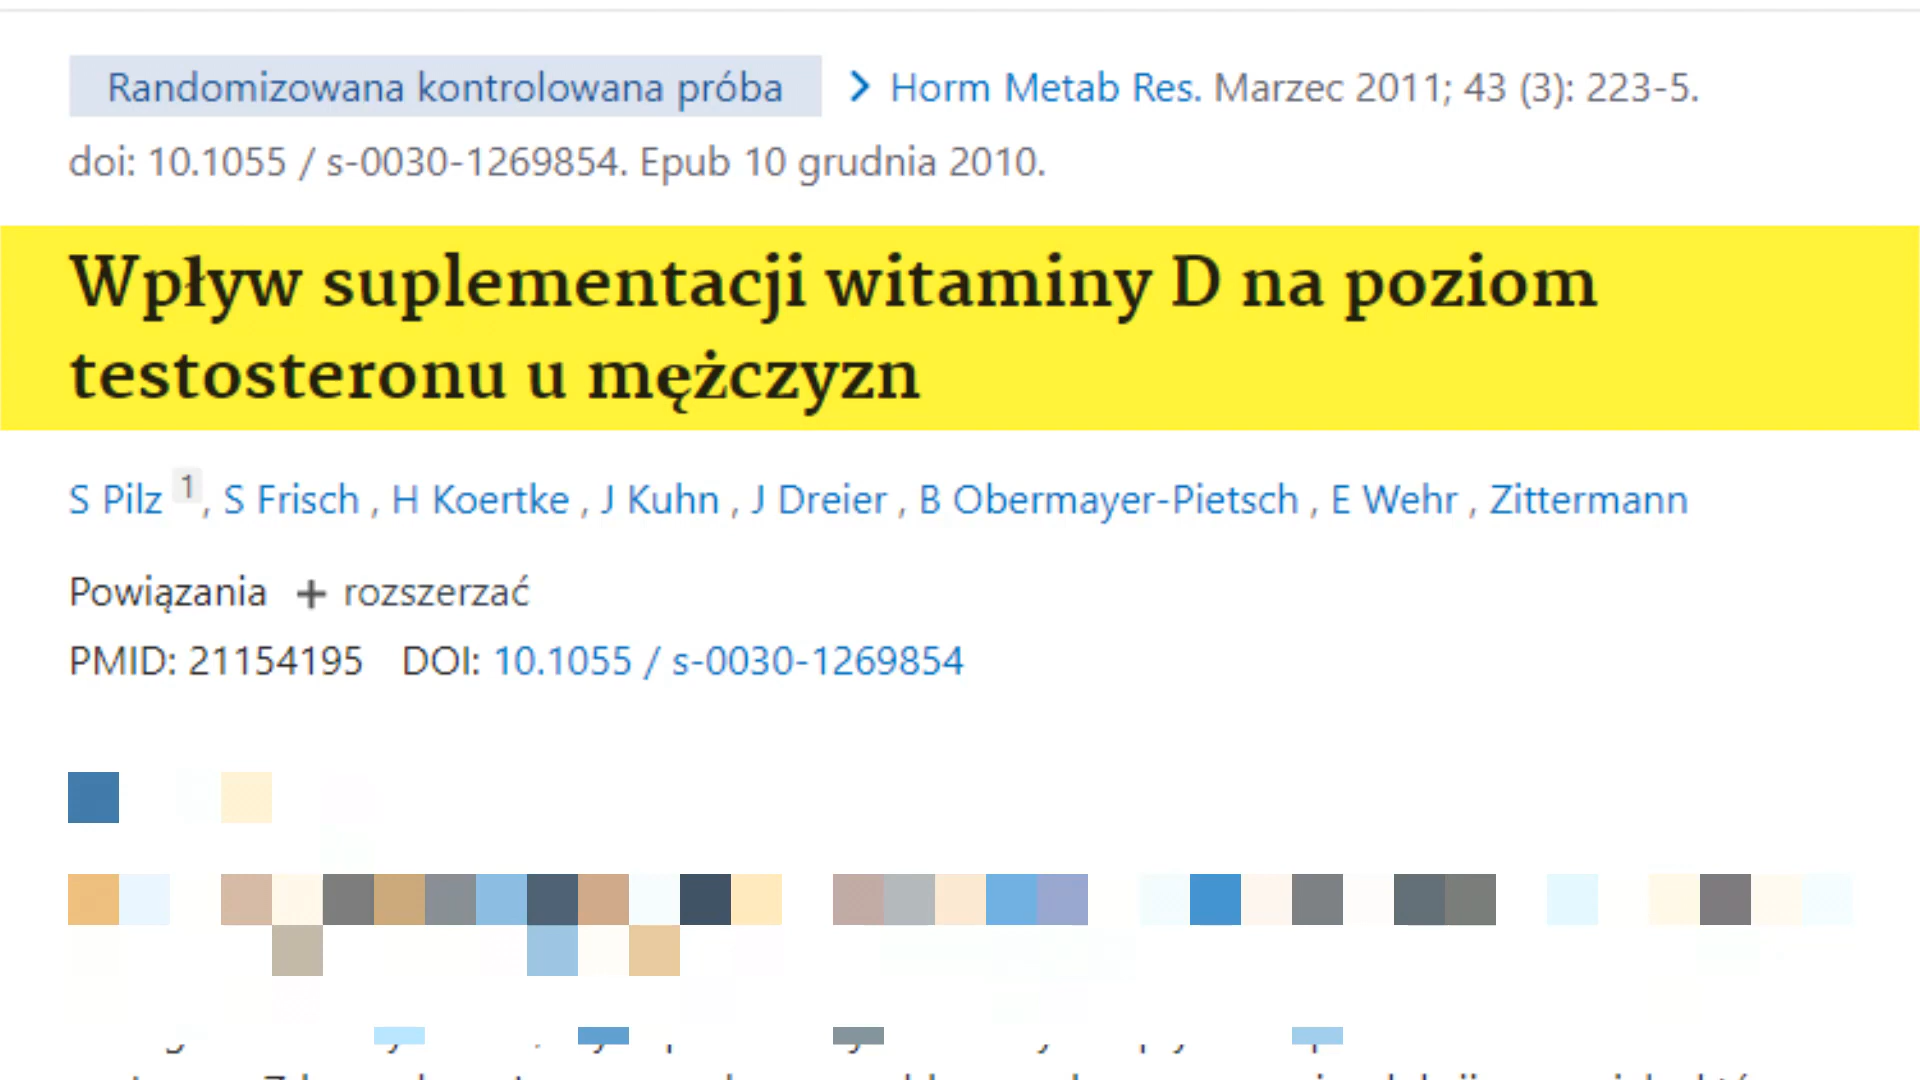 Randomizowana kontrolowana próba > Horm Metab Res. Marzec 2011; 43 (3): 223-5.
doi: 10.1055 / s-0030-1269854. Epub 10 grudnia 2010.
Wpływ suplementacji witaminy D na poziom
testosteronu u mężczyzn
S Pilz 1, S Frisch , H Koertke , J Kuhn , J Dreier , B Obermayer-Pietsch , E Wehr , Zittermann
Powiązania + rozszerzać
PMID: 21154195 DOI: 10.1055 / s-0030-1269854